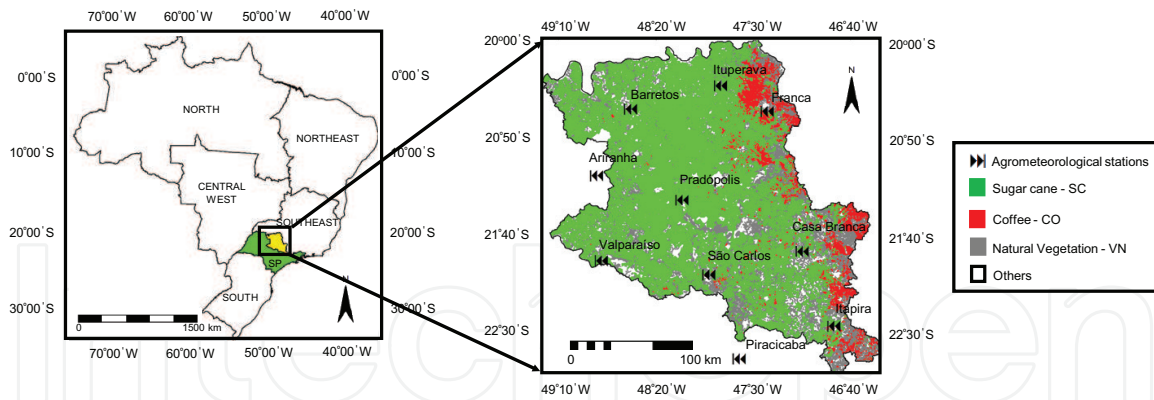 70°00'W 60°00'W 50°00'W 40°00'W
0°00'S
10°00'S
20°00'S
30°00'S
0°00'S
10°00'S
20°00'S
30°00'S
NORTH
NORTHEAST
CENTRAL
WEST
SOUTHEAST
SP
SOUTH
N
0 1500 km
70°00'W 60°00'W 50°00'W 40°00'W
49°10'W 48°20'W 47°30'W 46°40'W
20°00'S
20°50'S
21°40'S
22°30'S
20º00'S
20°50'S
21°40'S
22°30'S
N
Ituperava
Barretos
Franca
Ariranha
Pradópolis
Casa Branca
Valparaíso
São Carlos
Itapira
Piracicaba
0 100 km
49°10'W 48°20'W 47°30'W 46°40'W
Agrometeorological stations
Sugar cane - SC
Coffee - CO
Natural Vegetation - VN
Others